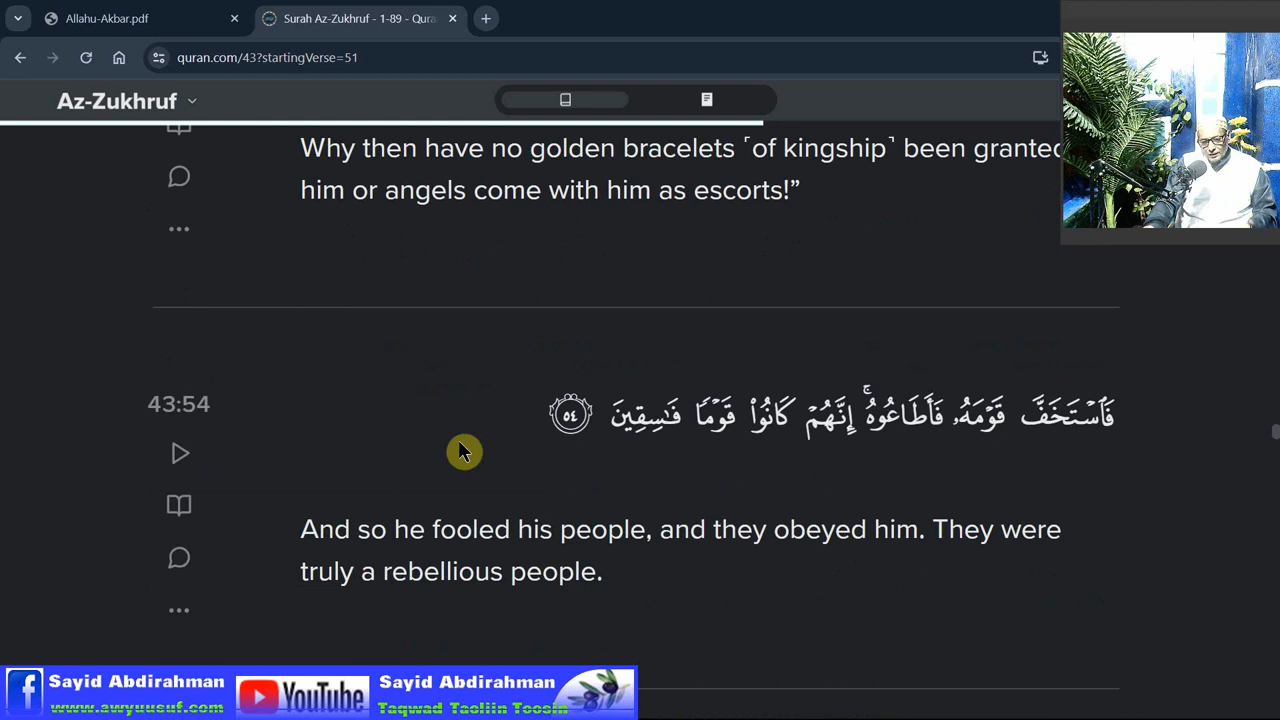 Allahu-Akbar.pdf
Surah Az-Zukhruf - 1-89 - Qura
quran.com/43?startingVerse=51
Az-Zukhruf
Why then have no golden bracelets ˹of kingship˺ been granted
him or angels come with him as escorts!”
43:54
فَٱسْتَخَفَّ قَوْمَهُۥ فَأَطَاعُوهُ ۚ إِنَّهُمْ كَانُوا۟ قَوْمًا فَـٰسِقِينَ ٥٤
And so he fooled his people, and they obeyed him. They were
truly a rebellious people.
Sayid Abdirahman
www.awyuusuf.com
YouTube
Sayid Abdirahman
Taqwad Taoliin Toosin